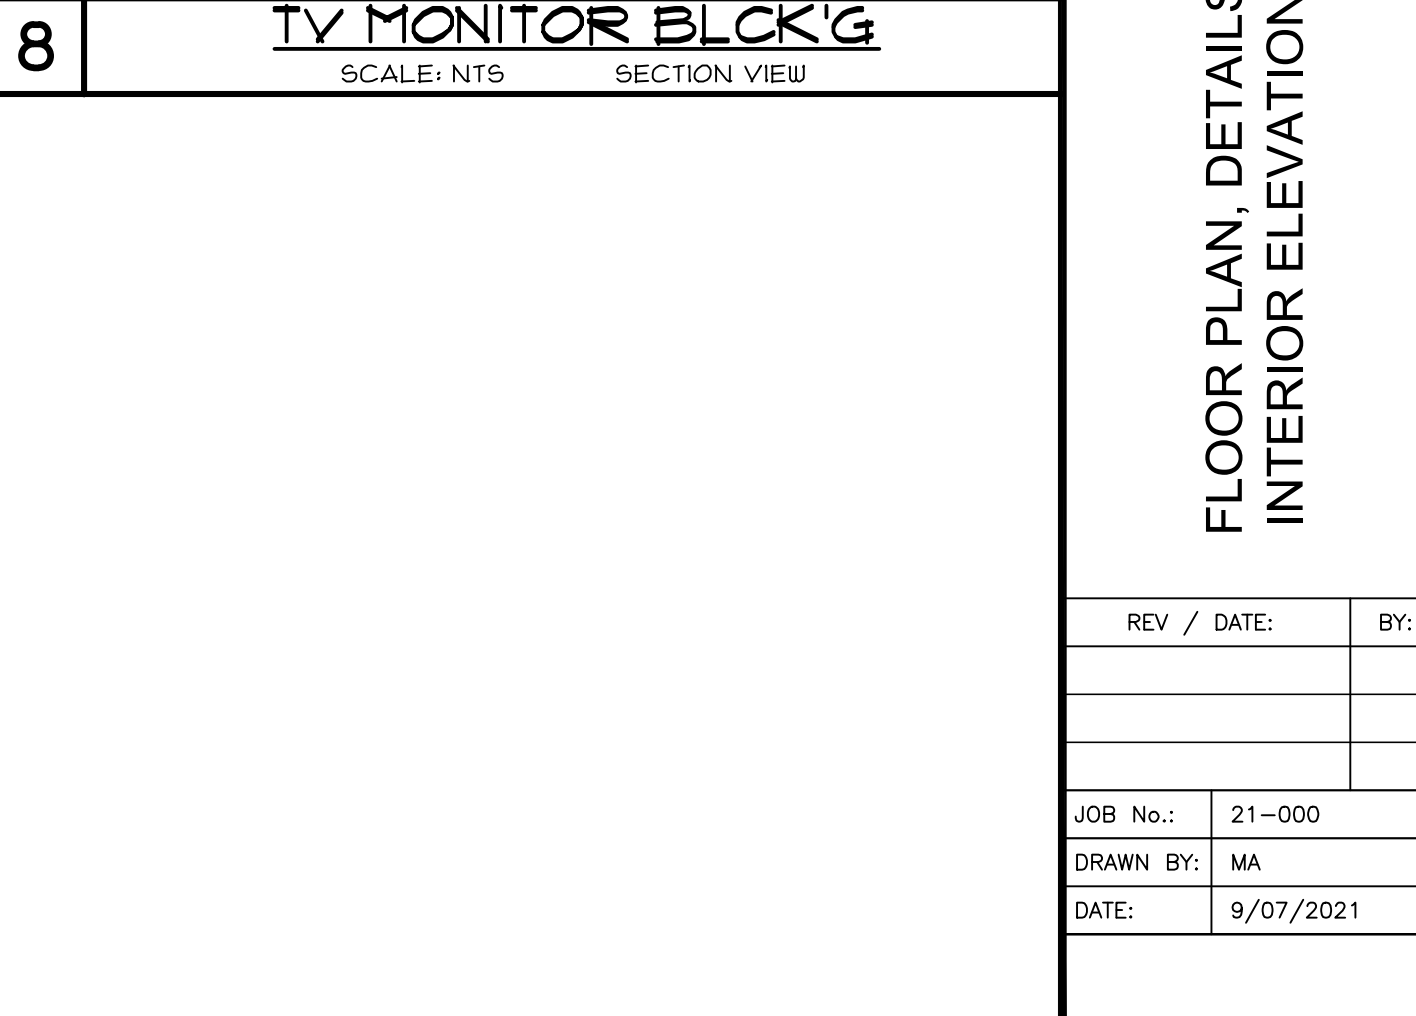 8
TV MONITOR BLCK'G
SCALE: NTS SECTION VIEW
FLOOR PLAN, DETAILS
INTERIOR ELEVATION
REV / DATE: BY:
JOB No.: 21-000
DRAWN BY: MA
DATE: 9/07/2021